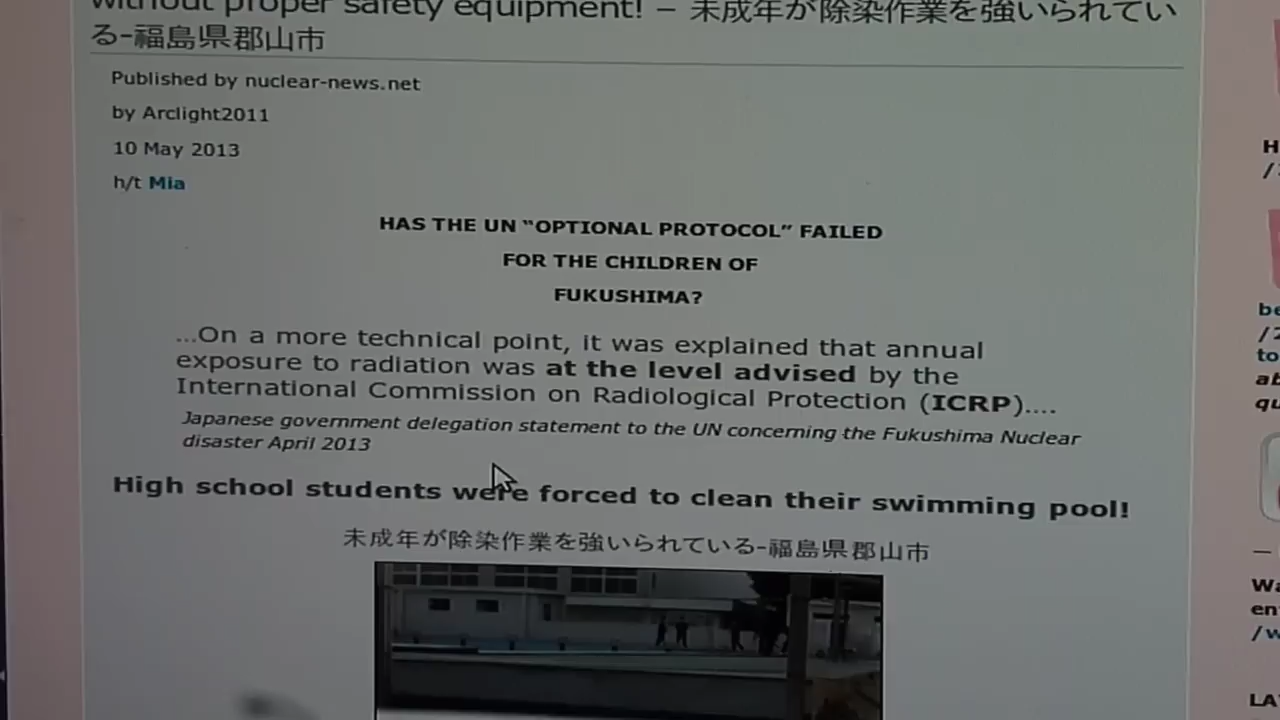 without proper safety equipment! – 未成年が除染作業を強いられてい
る-福島県郡山市
Published by nuclear-news.net
by Arclight2011
10 May 2013
h/t Mia
HAS THE UN “OPTIONAL PROTOCOL” FAILED
FOR THE CHILDREN OF
FUKUSHIMA?
...On a more technical point, it was explained that annual
exposure to radiation was at the level advised by the
International Commission on Radiological Protection (ICRP)....
Japanese government delegation statement to the UN concerning the Fukushima Nuclear
disaster April 2013
High school students were forced to clean their swimming pool!
未成年が除染作業を強いられている-福島県郡山市
to